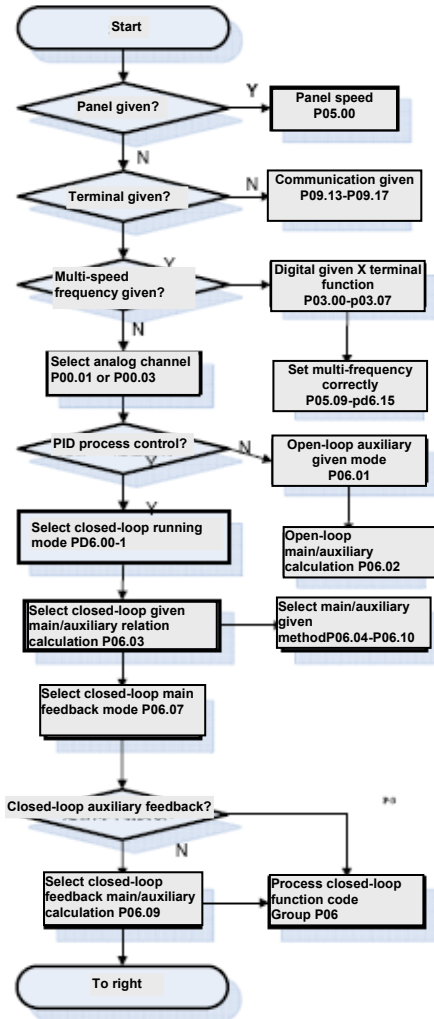 Start
Panel given?
Y
Panel speed
P05.00
N
Terminal given?
N
Communication given
P09.13-P09.17
Y
Multi-speed
frequency given?
Digital given X terminal
function
P03.00-p03.07
N
Select analog channel
P00.01 or P00.03
Set multi-frequency
correctly
P05.09-pd6.15
PID process control?
N
Open-loop auxiliary
given mode
P06.01
Y
Y
Select closed-loop running
mode PD6.00-1
Open-loop
main/auxiliary
calculation P06.02
Select closed-loop given
main/auxiliary relation
calculation P06.03
Select main/auxiliary
given
methodP06.04-P06.10
Select closed-loop main
feedback mode P06.07
Closed-loop auxiliary feedback?
N
Select closed-loop
feedback main/auxiliary
calculation P06.09
Process closed-loop
function code
Group P06
To right